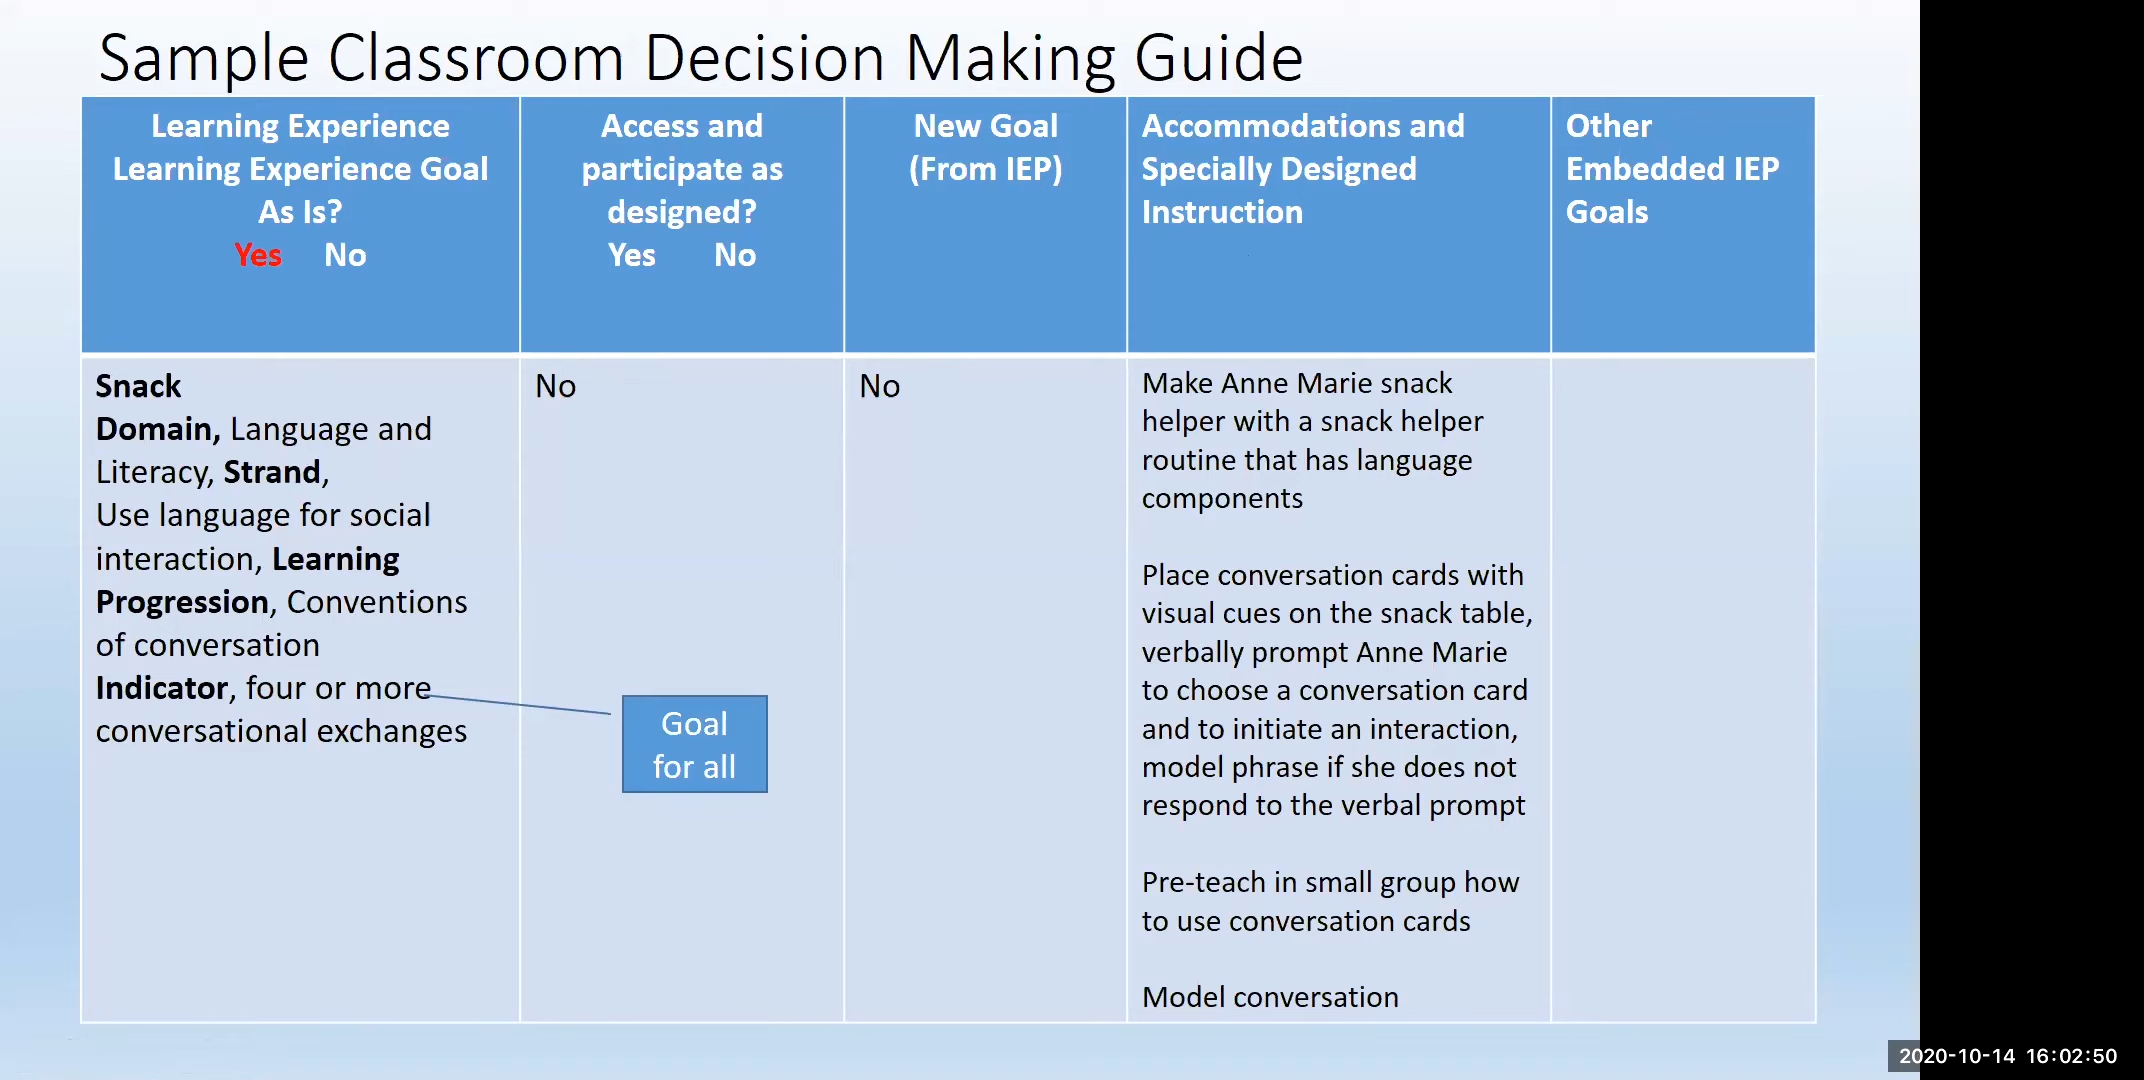 Sample Classroom Decision Making Guide
Learning Experience
Learning Experience Goal
As Is?
Yes No
Access and
participate as
designed?
Yes No
New Goal
(From IEP)
Accommodations and
Specially Designed
Instruction
Other
Embedded IEP
Goals
Snack
Domain, Language and
Literacy, Strand,
Use language for social
interaction, Learning
Progression, Conventions
of conversation
Indicator, four or more
conversational exchanges
No
Goal
for all
No
Make Anne Marie snack
helper with a snack helper
routine that has language
components
Place conversation cards with
visual cues on the snack table,
verbally prompt Anne Marie
to choose a conversation card
and to initiate an interaction,
model phrase if she does not
respond to the verbal prompt
Pre-teach in small group how
to use conversation cards
Model conversation
2020-10-14 16:02:50